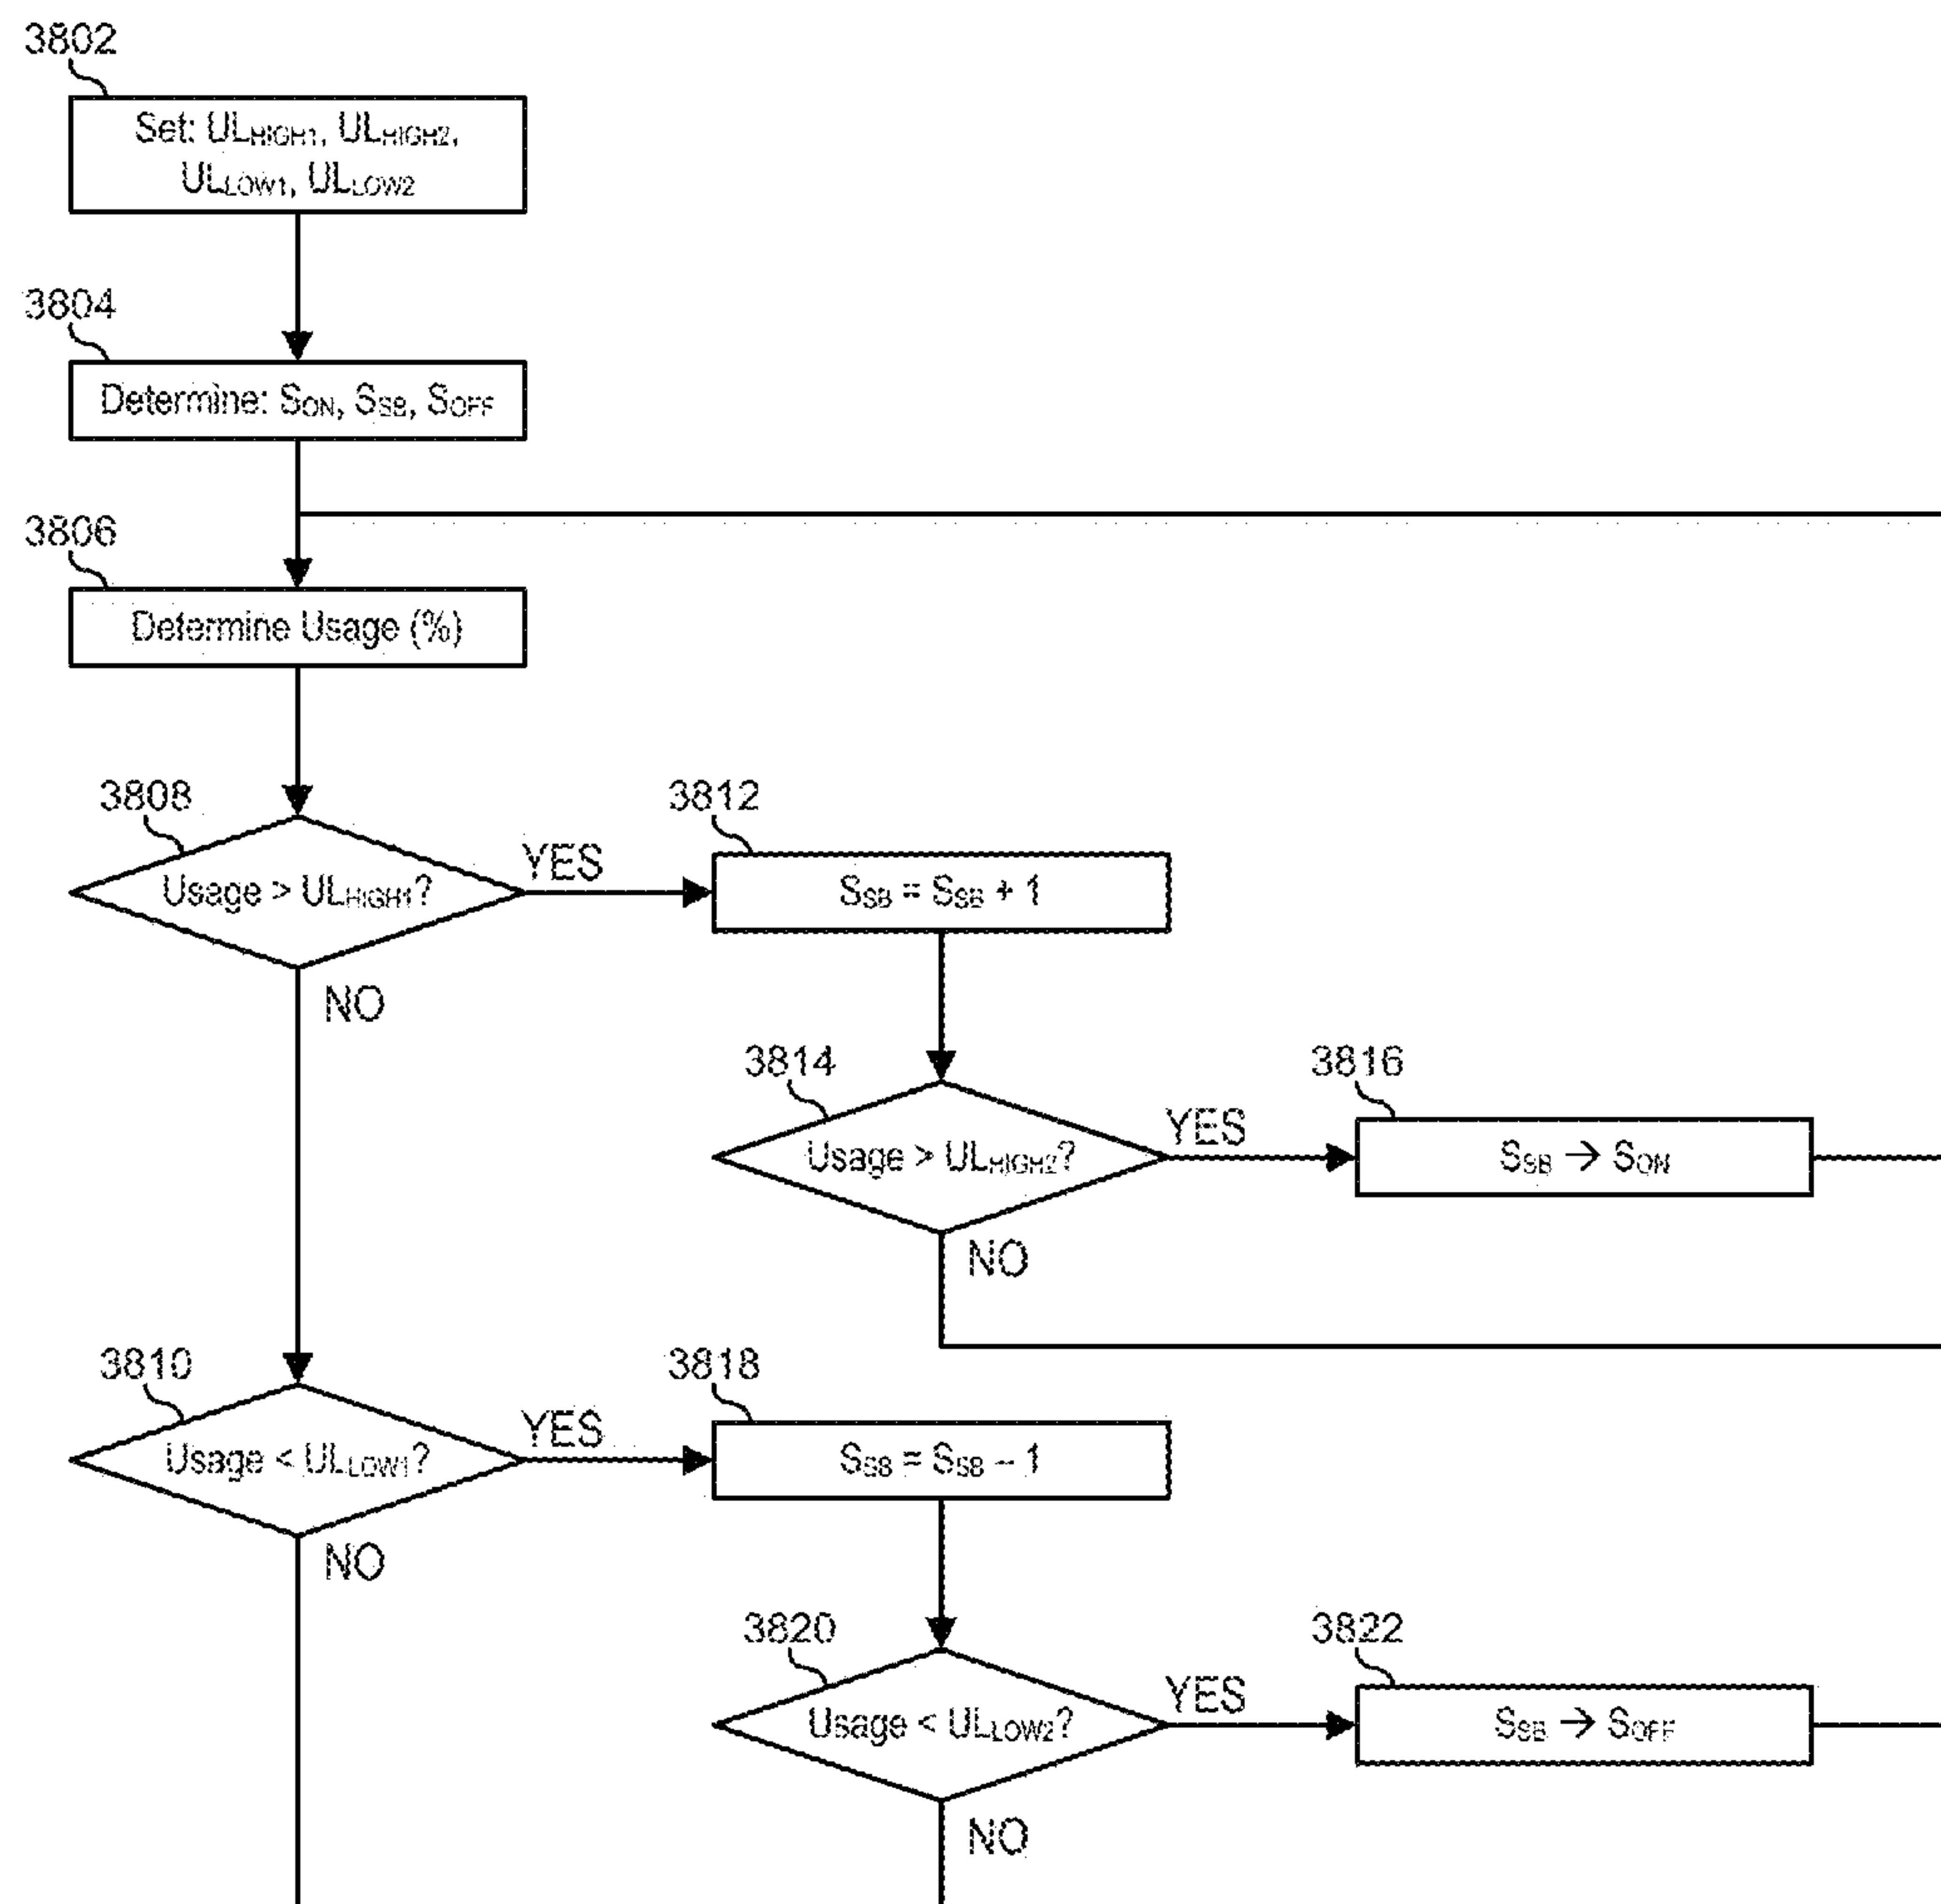 3802
Set: ULHIGH1, ULHIGH2,
ULLOW1, ULLOW2
3804
Determine: SON, SSB, SOFF
3806
Determine Usage (%)
3808
Usage > ULHIGH1?
YES
NO
3812
SSB = SSB + 1
3814
Usage > ULHIGH2?
YES
NO
3816
SSB → SON
3810
Usage < ULLOW1?
YES
NO
3818
SSB = SSB – 1
3820
Usage < ULLOW2?
YES
NO
3822
SSB → SOFF